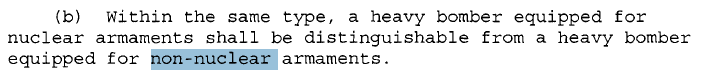 (b) Within the same type, a heavy bomber equipped for
nuclear armaments shall be distinguishable from a heavy bomber
equipped for non-nuclear armaments.